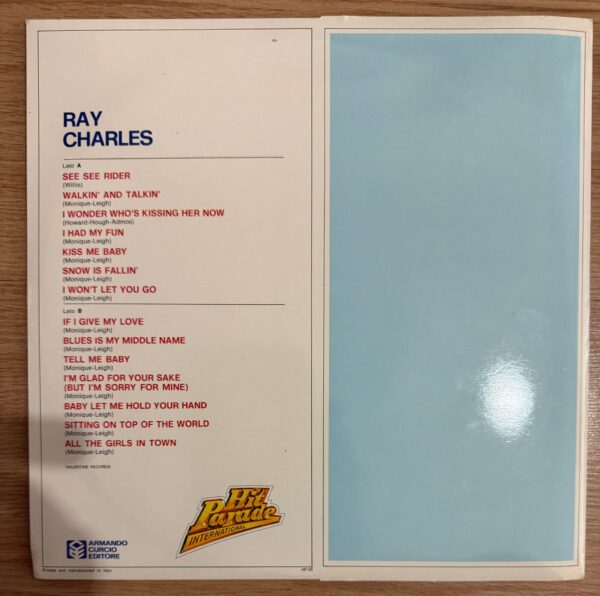 RAY
CHARLES
Lato A
SEE SEE RIDER
(Willis)
WALKIN' AND TALKIN'
(Monique-Leigh)
I WONDER WHO'S KISSING HER NOW
(Howard-Hough-Admos)
I HAD MY FUN
(Monique-Leigh)
KISS ME BABY
(Monique-Leigh)
SNOW IS FALLIN'
(Monique-Leigh)
I WON'T LET YOU GO
(Monique-Leigh)
Lato B
IF I GIVE MY LOVE
(Monique-Leigh)
BLUES IS MY MIDDLE NAME
(Monique-Leigh)
TELL ME BABY
(Monique-Leigh)
I'M GLAD FOR YOUR SAKE
(BUT I'M SORRY FOR MINE)
(Monique-Leigh)
BABY LET ME HOLD YOUR HAND
(Monique-Leigh)
SITTING ON TOP OF THE WORLD
(Monique-Leigh)
ALL THE GIRLS IN TOWN
(Monique-Leigh)
VALENTINE RECORDS
Hit
Parade
INTERNATIONAL
ARMANDO
CURCIO
EDITORE
Printed and manufactured in Italy